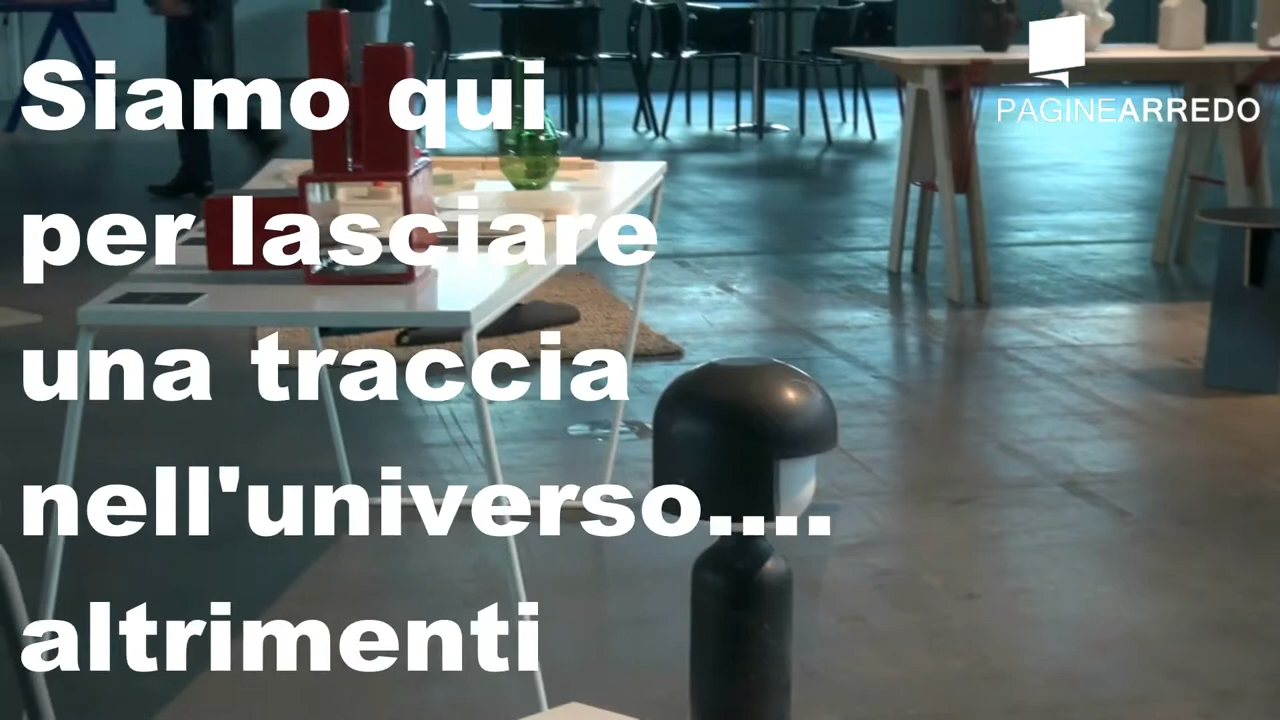 Siamo qui
per lasciare
una traccia
nell'universo....
altrimenti
PAGINEARREDO